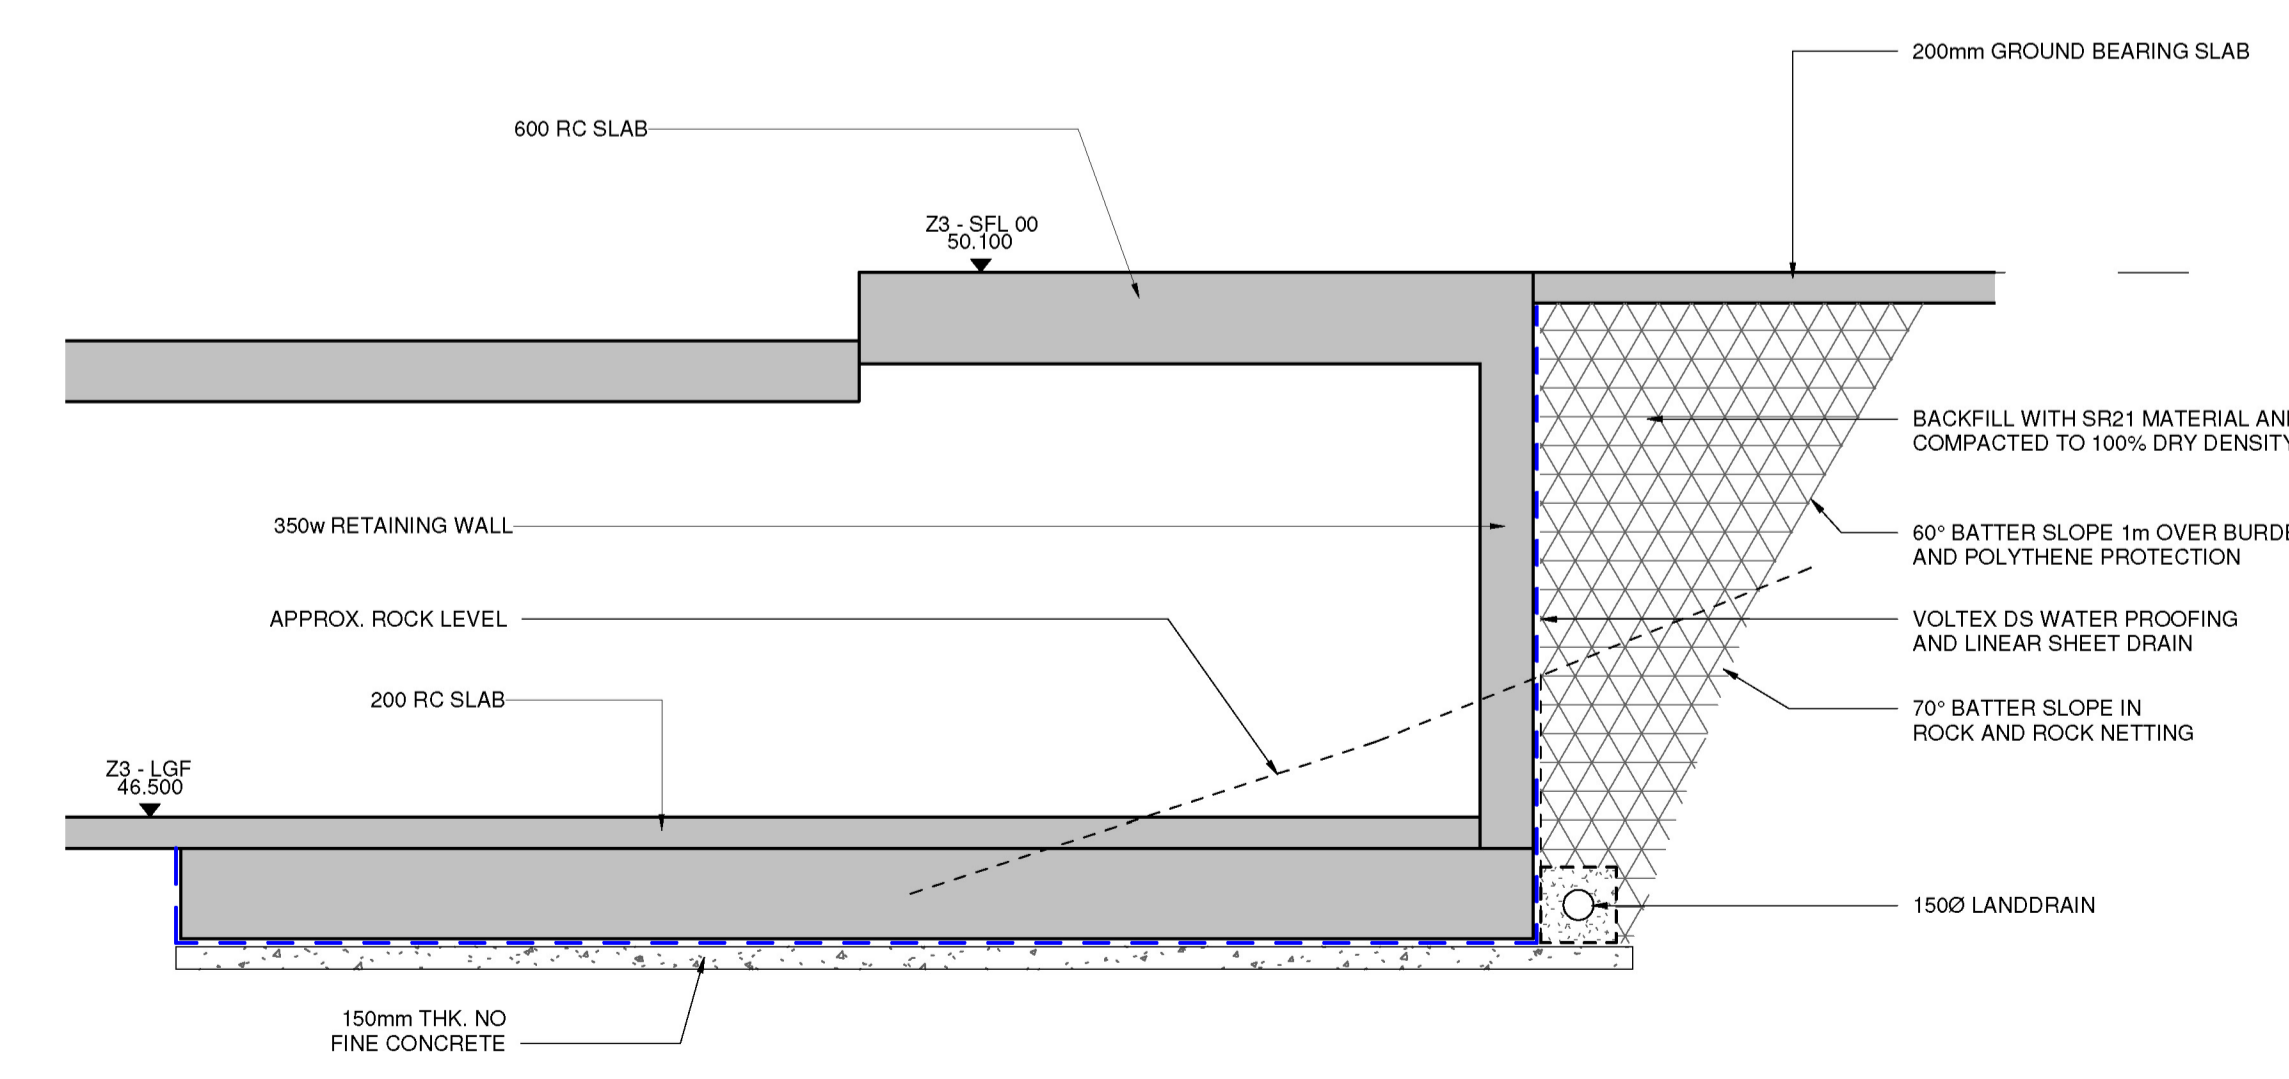 200mm GROUND BEARING SLAB
600 RC SLAB
Z3 - SFL 00
50.100
BACKFILL WITH SR21 MATERIAL
COMPACTED TO 100% DRY DENSITY
350w RETAINING WALL
60° BATTER SLOPE 1m OVER
AND POLYTHENE PROTECTION
APPROX. ROCK LEVEL
VOLTEX DS WATER PROOFING
AND LINEAR SHEET DRAIN
200 RC SLAB
70° BATTER SLOPE IN
ROCK AND ROCK NETTING
Z3 - LGF
46.500
150Ø LANDDRAIN
150mm THK. NO
FINE CONCRETE